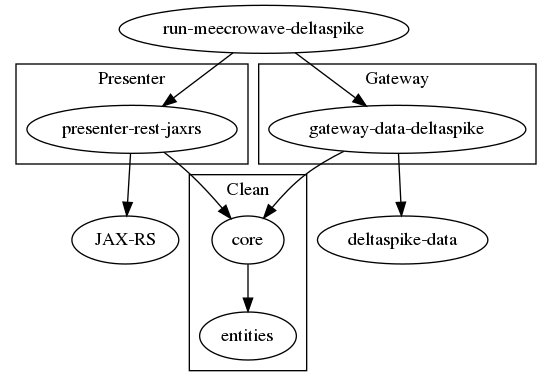 run-meecrowave-deltaspike
Presenter
Gateway
presenter-rest-jaxrs
gateway-data-deltaspike
Clean
JAX-RS
core
deltaspike-data
entities